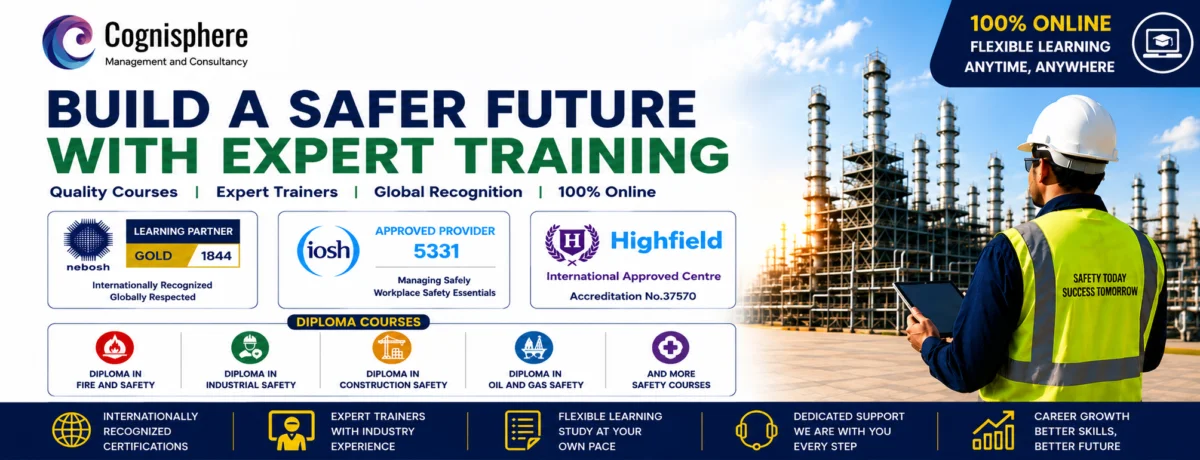 Cognisphere
Management and Consultancy
100% ONLINE
FLEXIBLE LEARNING
ANYTIME, ANYWHERE
BUILD A SAFER FUTURE
WITH EXPERT TRAINING
Quality Courses | Expert Trainers | Global Recognition | 100% Online
nebosh
LEARNING PARTNER
GOLD 1844
Internationally Recognized
Globally Respected
iosh
APPROVED PROVIDER
5331
Managing Safely
Workplace Safety Essentials
H
Highfield
International Approved Centre
Accreditation No.37570
SAFETY TODAY
SUCCESS TOMORROW
DIPLOMA COURSES
DIPLOMA IN
FIRE AND SAFETY
DIPLOMA IN
INDUSTRIAL SAFETY
DIPLOMA IN
CONSTRUCTION SAFETY
DIPLOMA IN
OIL AND GAS SAFETY
AND MORE
SAFETY COURSES
INTERNATIONALLY
RECOGNIZED
CERTIFICATIONS
EXPERT TRAINERS
WITH INDUSTRY
EXPERIENCE
FLEXIBLE LEARNING
STUDY AT YOUR
OWN PACE
DEDICATED SUPPORT
WE ARE WITH YOU
EVERY STEP
CAREER GROWTH
BETTER SKILLS,
BETTER FUTURE